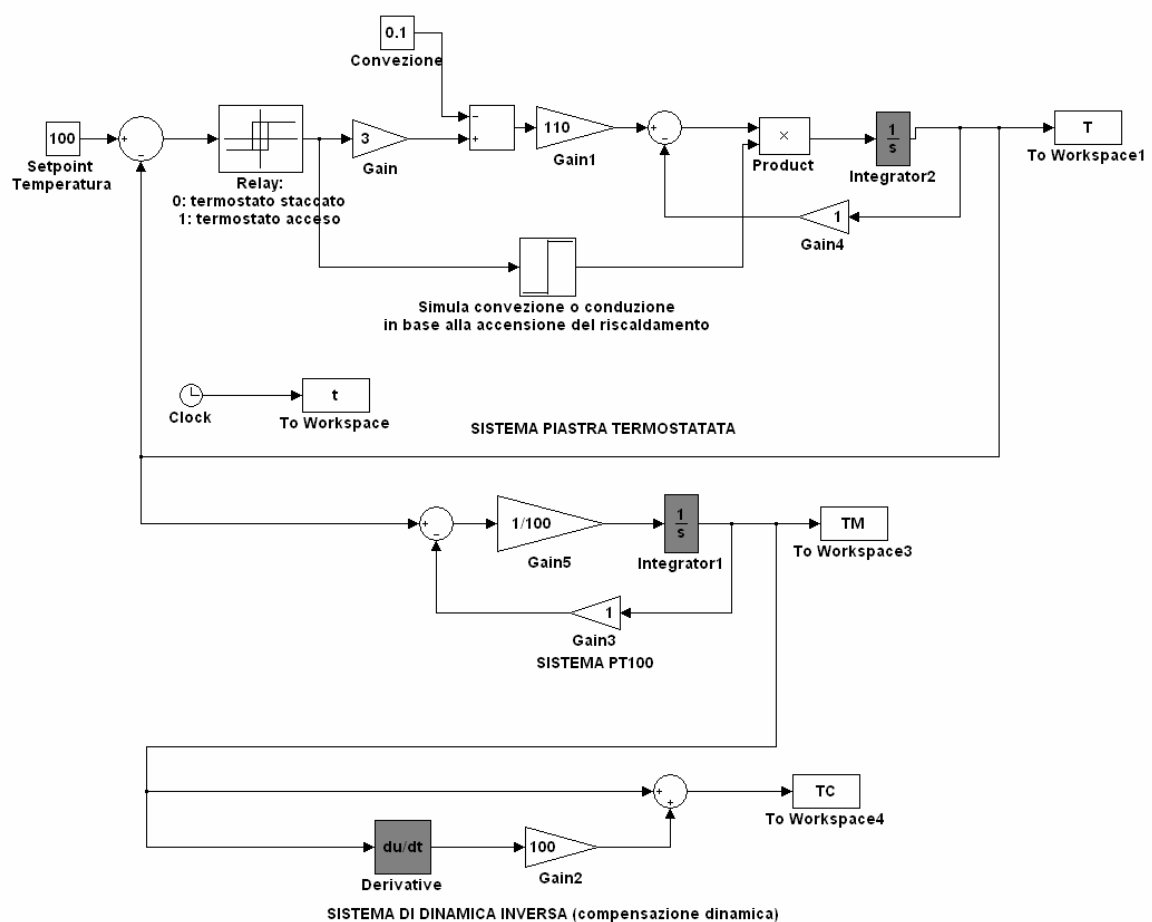 0.1
Convezione
100
Setpoint
Temperatura
+
-
Relay:
0: termostato staccato
1: termostato acceso
3
Gain
-
+
110
Gain1
+
-
×
Product
1
s
Integrator2
T
To Workspace1
1
Gain4
Simula convezione o conduzione
in base alla accensione del riscaldamento
Clock
t
To Workspace
SISTEMA PIASTRA TERMOSTATATA
+
-
1/100
Gain5
1
s
Integrator1
TM
To Workspace3
1
Gain3
SISTEMA PT100
+
+
TC
To Workspace4
du/dt
Derivative
100
Gain2
SISTEMA DI DINAMICA INVERSA (compensazione dinamica)